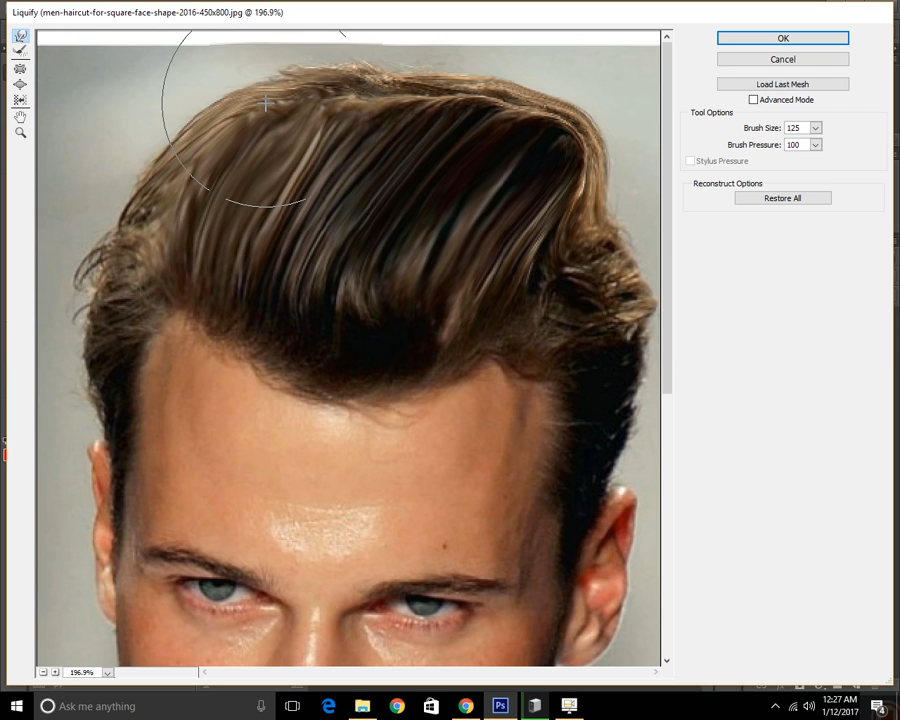 Liquify (men-haircut-for-square-face-shape-2016-450x800.jpg @ 196.9%)
OK
Cancel
Load Last Mesh
Advanced Mode
Tool Options
Brush Size: 125
Brush Pressure: 100
Stylus Pressure
Reconstruct Options
Restore All
196.9%
Ask me anything
Ps
12:27 AM
1/12/2017
4